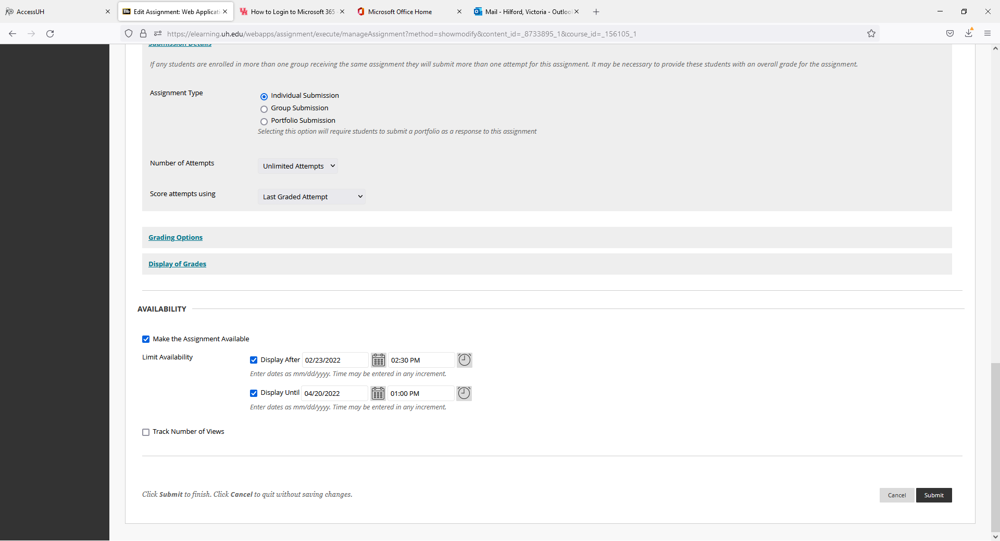 AccessUH
Edit Assignment: Web Applicati
How to Login to Microsoft 365
Microsoft Office Home
Mail - Hilford, Victoria - Outloo
https://elearning.uh.edu/webapps/assignment/execute/manageAssignment?method=showmodify&content_id=_8733895_1&course_id=_156105_1
Submission Details
If any students are enrolled in more than one group receiving the same assignment they will submit more than one attempt for this assignment. It may be necessary to provide these students with an overall grade for the assignment.
Assignment Type
Individual Submission
Group Submission
Portfolio Submission
Selecting this option will require students to submit a portfolio as a response to this assignment
Number of Attempts
Unlimited Attempts
Score attempts using
Last Graded Attempt
Grading Options
Display of Grades
AVAILABILITY
Make the Assignment Available
Limit Availability
Display After 02/23/2022 02:30 PM
Enter dates as mm/dd/yyyy. Time may be entered in any increment.
Display Until 04/20/2022 01:00 PM
Enter dates as mm/dd/yyyy. Time may be entered in any increment.
Track Number of Views
Click Submit to finish. Click Cancel to quit without saving changes.
Cancel Submit